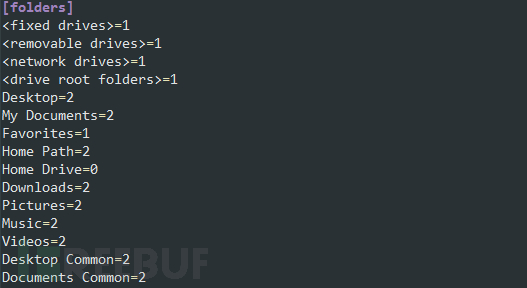 [folders]
<fixed drives>=1
<removable drives>=1
<network drives>=1
<drive root folders>=1
Desktop=2
My Documents=2
Favorites=1
Home Path=2
Home Drive=0
Downloads=2
Pictures=2
Music=2
Videos=2
REEBUF
Desktop Common=2
Documents Common=2